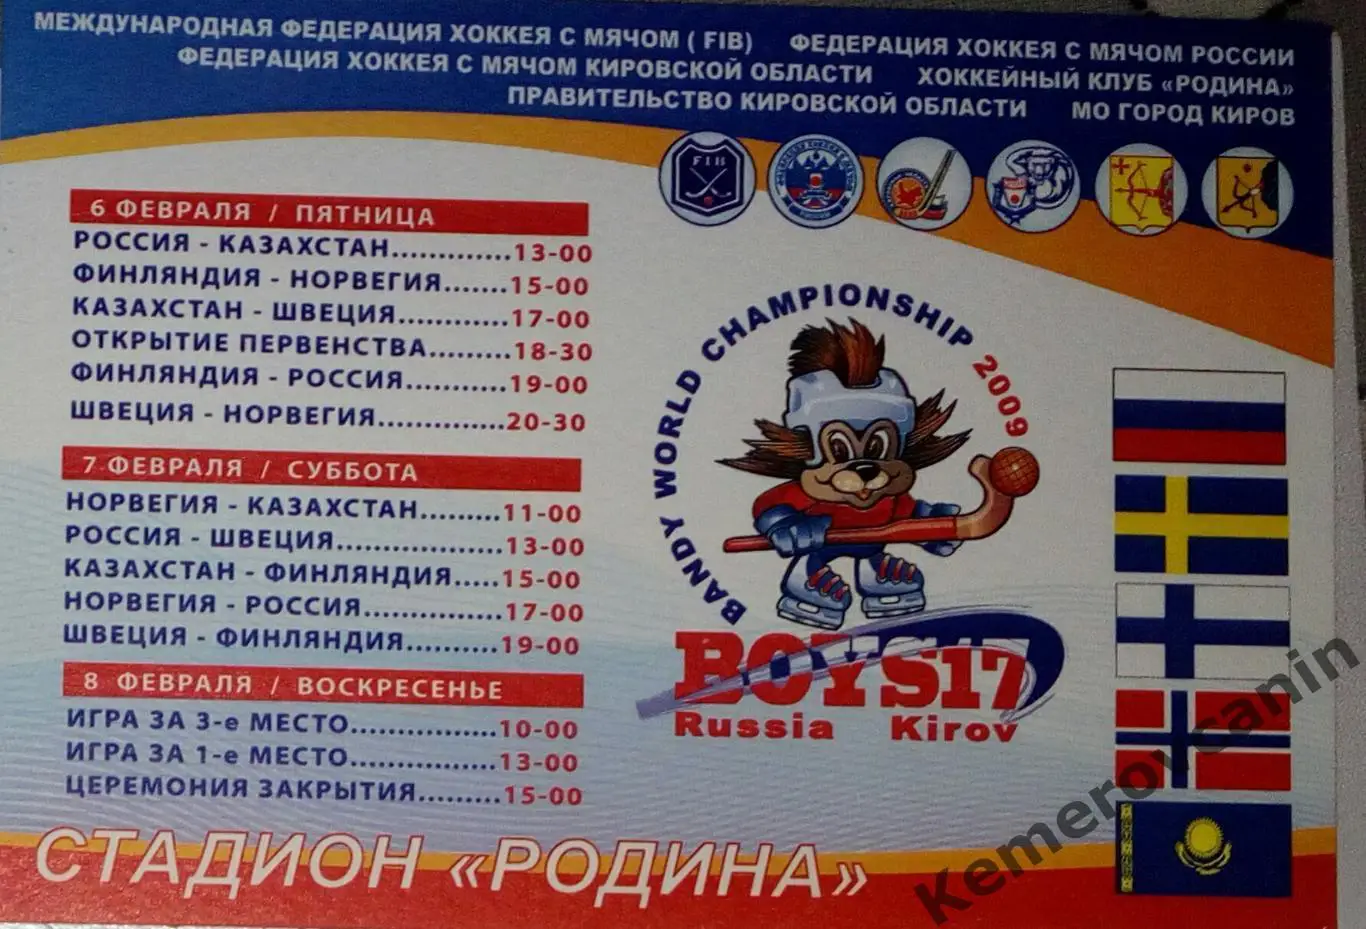 МЕЖДУНАРОДНАЯ ФЕДЕРАЦИЯ ХОККЕЯ С МЯЧОМ ( FIB) ФЕДЕРАЦИЯ ХОККЕЯ С МЯЧОМ РОССИИ
ФЕДЕРАЦИЯ ХОККЕЯ С МЯЧОМ КИРОВСКОЙ ОБЛАСТИ ХОККЕЙНЫЙ КЛУБ «РОДИНА»
ПРАВИТЕЛЬСТВО КИРОВСКОЙ ОБЛАСТИ МО ГОРОД КИРОВ
FIB
6 ФЕВРАЛЯ / ПЯТНИЦА
РОССИЯ - КАЗАХСТАН.............13-00
ФИНЛЯНДИЯ - НОРВЕГИЯ.......15-00
КАЗАХСТАН - ШВЕЦИЯ............17-00
ОТКРЫТИЕ ПЕРВЕНСТВА.........18-30
ФИНЛЯНДИЯ - РОССИЯ...........19-00
ШВЕЦИЯ - НОРВЕГИЯ..............20-30
7 ФЕВРАЛЯ / СУББОТА
НОРВЕГИЯ - КАЗАХСТАН.........11-00
РОССИЯ - ШВЕЦИЯ..................13-00
КАЗАХСТАН - ФИНЛЯНДИЯ.....15-00
НОРВЕГИЯ - РОССИЯ...............17-00
ШВЕЦИЯ - ФИНЛЯНДИЯ..........19-00
8 ФЕВРАЛЯ / ВОСКРЕСЕНЬЕ
ИГРА ЗА 3-е МЕСТО................10-00
ИГРА ЗА 1-е МЕСТО................13-00
ЦЕРЕМОНИЯ ЗАКРЫТИЯ.........15-00
BANDY WORLD CHAMPIONSHIP 2009
BOYS17
Russia Kirov
СТАДИОН «РОДИНА»
Kemerovcanin